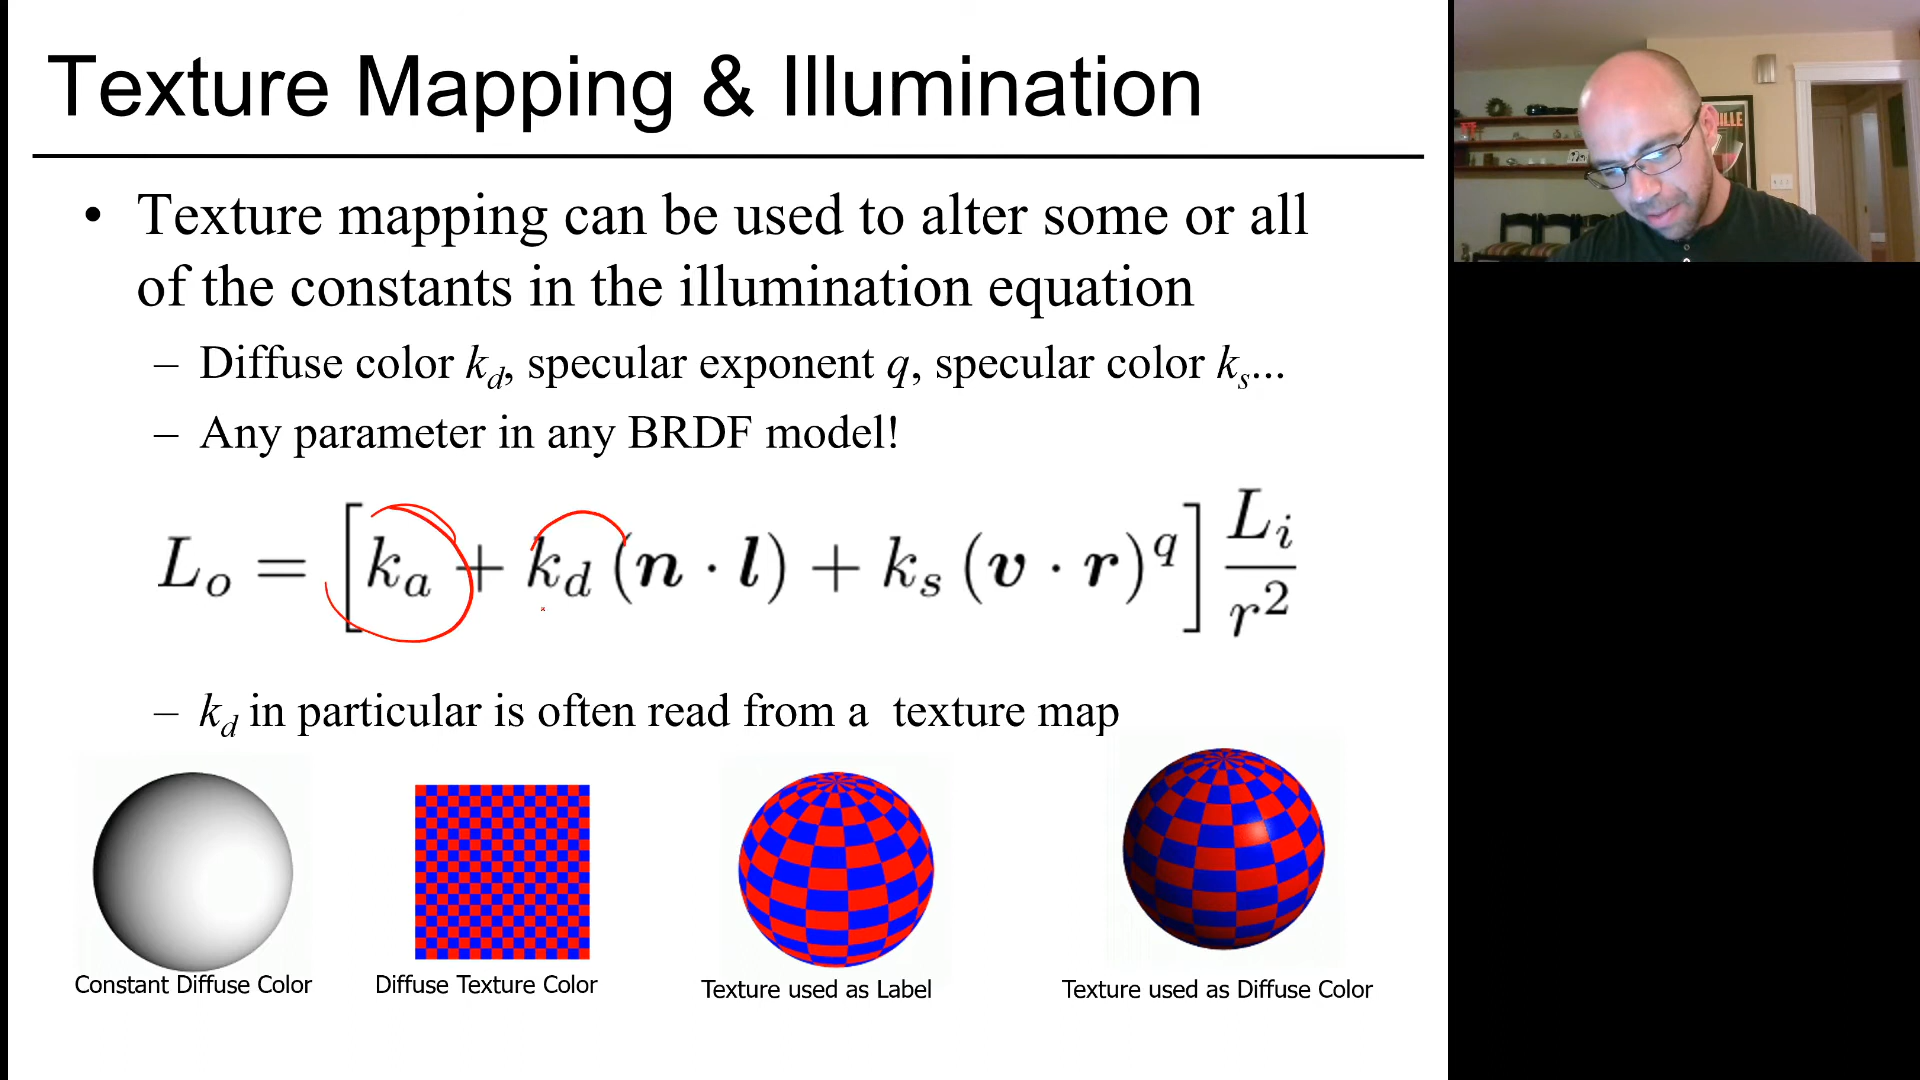 Texture Mapping & Illumination
• Texture mapping can be used to alter some or all
of the constants in the illumination equation
– Diffuse color k_d, specular exponent q, specular color k_s...
– Any parameter in any BRDF model!
L_o = [k_a + k_d (n · l) + k_s (v · r)^q] L_i / r^2
– k_d in particular is often read from a texture map
Constant Diffuse Color
Diffuse Texture Color
Texture used as Label
Texture used as Diffuse Color
ILLE